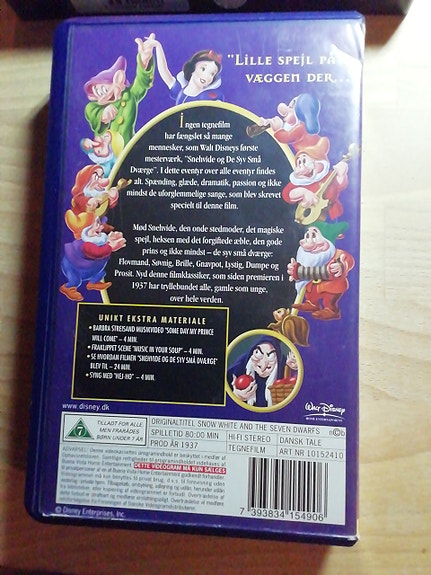 "LILLE SPEJL PÅ
VÆGGEN DER...
Ingen tegnefilm
har fængslet så mange
mennesker, som Walt Disneys første
mesterværk, "Snehvide og De Syv Små
Dværge". I dette eventyr over alle eventyr findes
alt. Spænding, glæde, dramatik, passion og ikke
mindst de uforglemmelige sange, som blev skrevet
specielt til denne film.
Mød Snehvide, den onde stedmoder, det magiske
spejl, heksen med det forgiftede æble, den gode
prins og ikke mindst – de syv små dværge:
Flovmand, Søvnig, Brille, Gnavpot, Lystig, Dumpe og
Prosit. Nyd denne filmklassiker, som siden premieren i
1937 har tryllebundet alle, gamle som unge,
over hele verden.
UNIKT EKSTRA MATERIALE
• BARBRA STREISAND MUSIKVIDEO "SOME DAY MY PRINCE
WILL COME" – 4 MIN.
• FRAKLIPPET SCENE "MUSIC IN YOUR SOUP" – 4 MIN.
• SE HVORDAN FILMEN "SNEHVIDE OG DE SYV SMÅ DVÆRGE"
BLEV TIL – 24 MIN.
• SYNG MED "HEJ-HO" – 4 MIN.
www.disney.dk
Walt Disney
HOME ENTERTAINMENT
7
TILLADT FOR ALLE
MEN FRARÅDES
BØRN UNDER 7 ÅR
ORIGINALTITEL SNOW WHITE AND THE SEVEN DWARFS
SPILLETID 80:00 MIN
HI-FI STEREO
DANSK TALE
PROD ÅR 1937
TEGNEFILM
ART NR 10152410
DETTE VIDEOGRAM MÅ KUN SÆLGES
7 393834 154906
© Disney Enterprises, Inc.